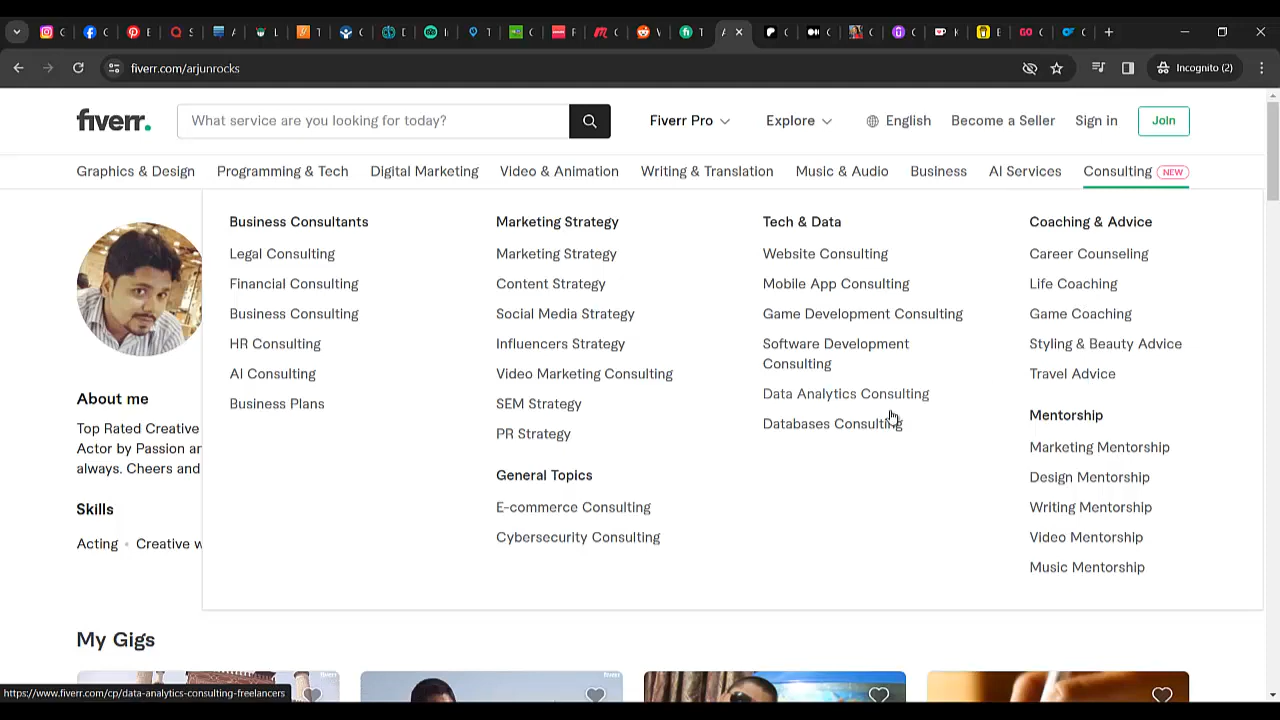 fiverr.com/arjunrocks
Incognito (2)
fiverr.
What service are you looking for today?
Fiverr Pro
Explore
English
Become a Seller
Sign in
Join
Graphics & Design
Programming & Tech
Digital Marketing
Video & Animation
Writing & Translation
Music & Audio
Business
AI Services
Consulting NEW
Business Consultants
Legal Consulting
Financial Consulting
Business Consulting
HR Consulting
AI Consulting
Business Plans
Marketing Strategy
Marketing Strategy
Content Strategy
Social Media Strategy
Influencers Strategy
Video Marketing Consulting
SEM Strategy
PR Strategy
General Topics
E-commerce Consulting
Cybersecurity Consulting
Tech & Data
Website Consulting
Mobile App Consulting
Game Development Consulting
Software Development
Consulting
Data Analytics Consulting
Databases Consulting
Coaching & Advice
Career Counseling
Life Coaching
Game Coaching
Styling & Beauty Advice
Travel Advice
Mentorship
Marketing Mentorship
Design Mentorship
Writing Mentorship
Video Mentorship
Music Mentorship
About me
Top Rated Creative
Actor by Passion
always. Cheers and
Skills
Acting • Creative
My Gigs
https://www.fiverr.com/cp/data-analytics-consulting-freelancers